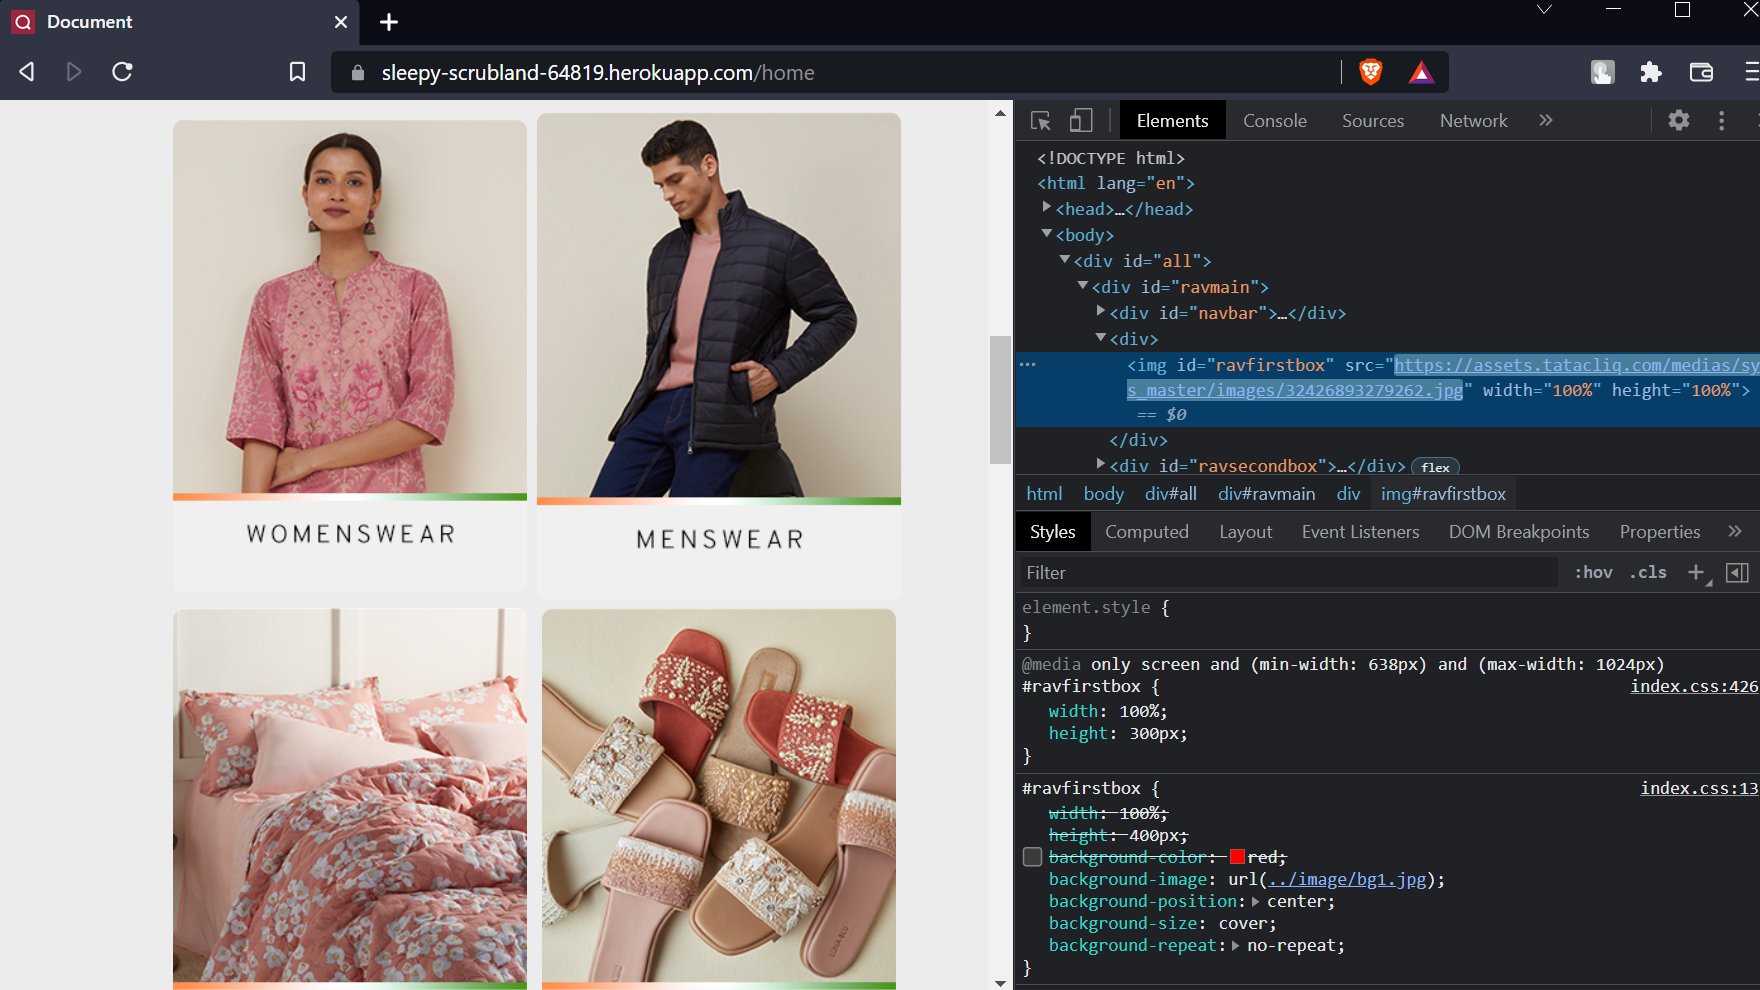 Document
sleepy-scrubland-64819.herokuapp.com/home
WOMENSWEAR
MENSWEAR
LUNA BLU
Elements Console Sources Network »
<!DOCTYPE html>
<html lang="en">
<head>…</head>
<body>
<div id="all">
<div id="ravmain">
<div id="navbar">…</div>
<div>
<img id="ravfirstbox" src="https://assets.tatacliq.com/medias/sy
s_master/images/32426893279262.jpg" width="100%" height="100%">
== $0
</div>
<div id="ravsecondbox">…</div> flex
html body div#all div#ravmain div img#ravfirstbox
Styles Computed Layout Event Listeners DOM Breakpoints Properties »
Filter :hov .cls
element.style {
}
@media only screen and (min-width: 638px) and (max-width: 1024px)
#ravfirstbox { index.css:426
width: 100%;
height: 300px;
}
#ravfirstbox { index.css:13
width: 100%;
height: 400px;
background-color: red;
background-image: url(../image/bg1.jpg);
background-position: center;
background-size: cover;
background-repeat: no-repeat;
}